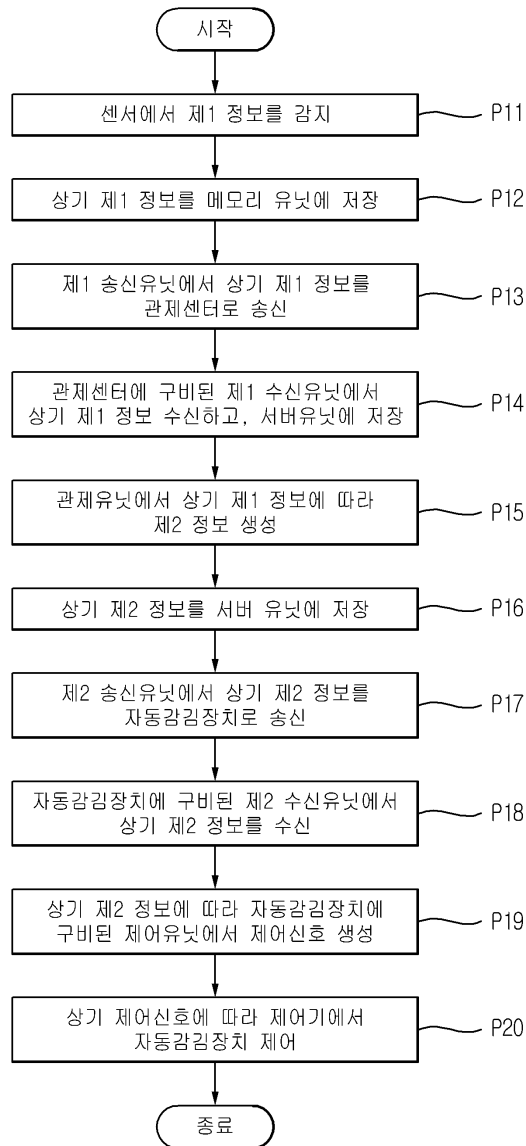 시작
센서에서 제1 정보를 감지
P11
상기 제1 정보를 메모리 유닛에 저장
P12
제1 송신유닛에서 상기 제1 정보를
관제센터로 송신
P13
관제센터에 구비된 제1 수신유닛에서
상기 제1 정보 수신하고, 서버유닛에 저장
P14
관제유닛에서 상기 제1 정보에 따라
제2 정보 생성
P15
상기 제2 정보를 서버 유닛에 저장
P16
제2 송신유닛에서 상기 제2 정보를
자동감김장치로 송신
P17
자동감김장치에 구비된 제2 수신유닛에서
상기 제2 정보를 수신
P18
상기 제2 정보에 따라 자동감김장치에
구비된 제어유닛에서 제어신호 생성
P19
상기 제어신호에 따라 제어기에서
자동감김장치 제어
P20
종료